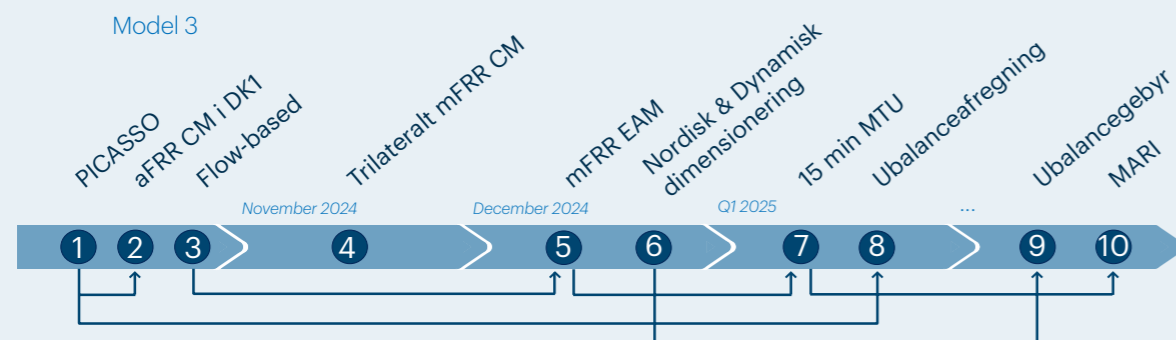 Model 3
PICASSO
aFRR CM i DK1
Flow-based
Trilateralt mFRR CM
mFRR EAM
Nordisk & Dynamisk
dimensionering
15 min MTU
Ubalanceafregning
Ubalancegebyr
MARI
November 2024
December 2024
Q1 2025
...
1
2
3
4
5
6
7
8
9
10